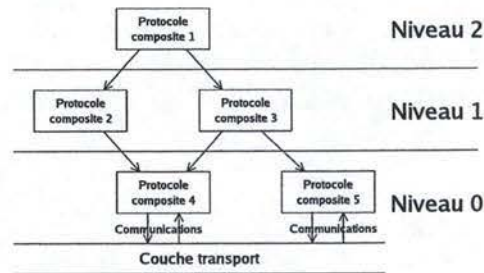 Protocole
composite 1
Niveau 2
Protocole
composite 2
Protocole
composite 3
Niveau 1
Protocole
composite 4
Protocole
composite 5
Niveau 0
Communications
Communications
Couche transport